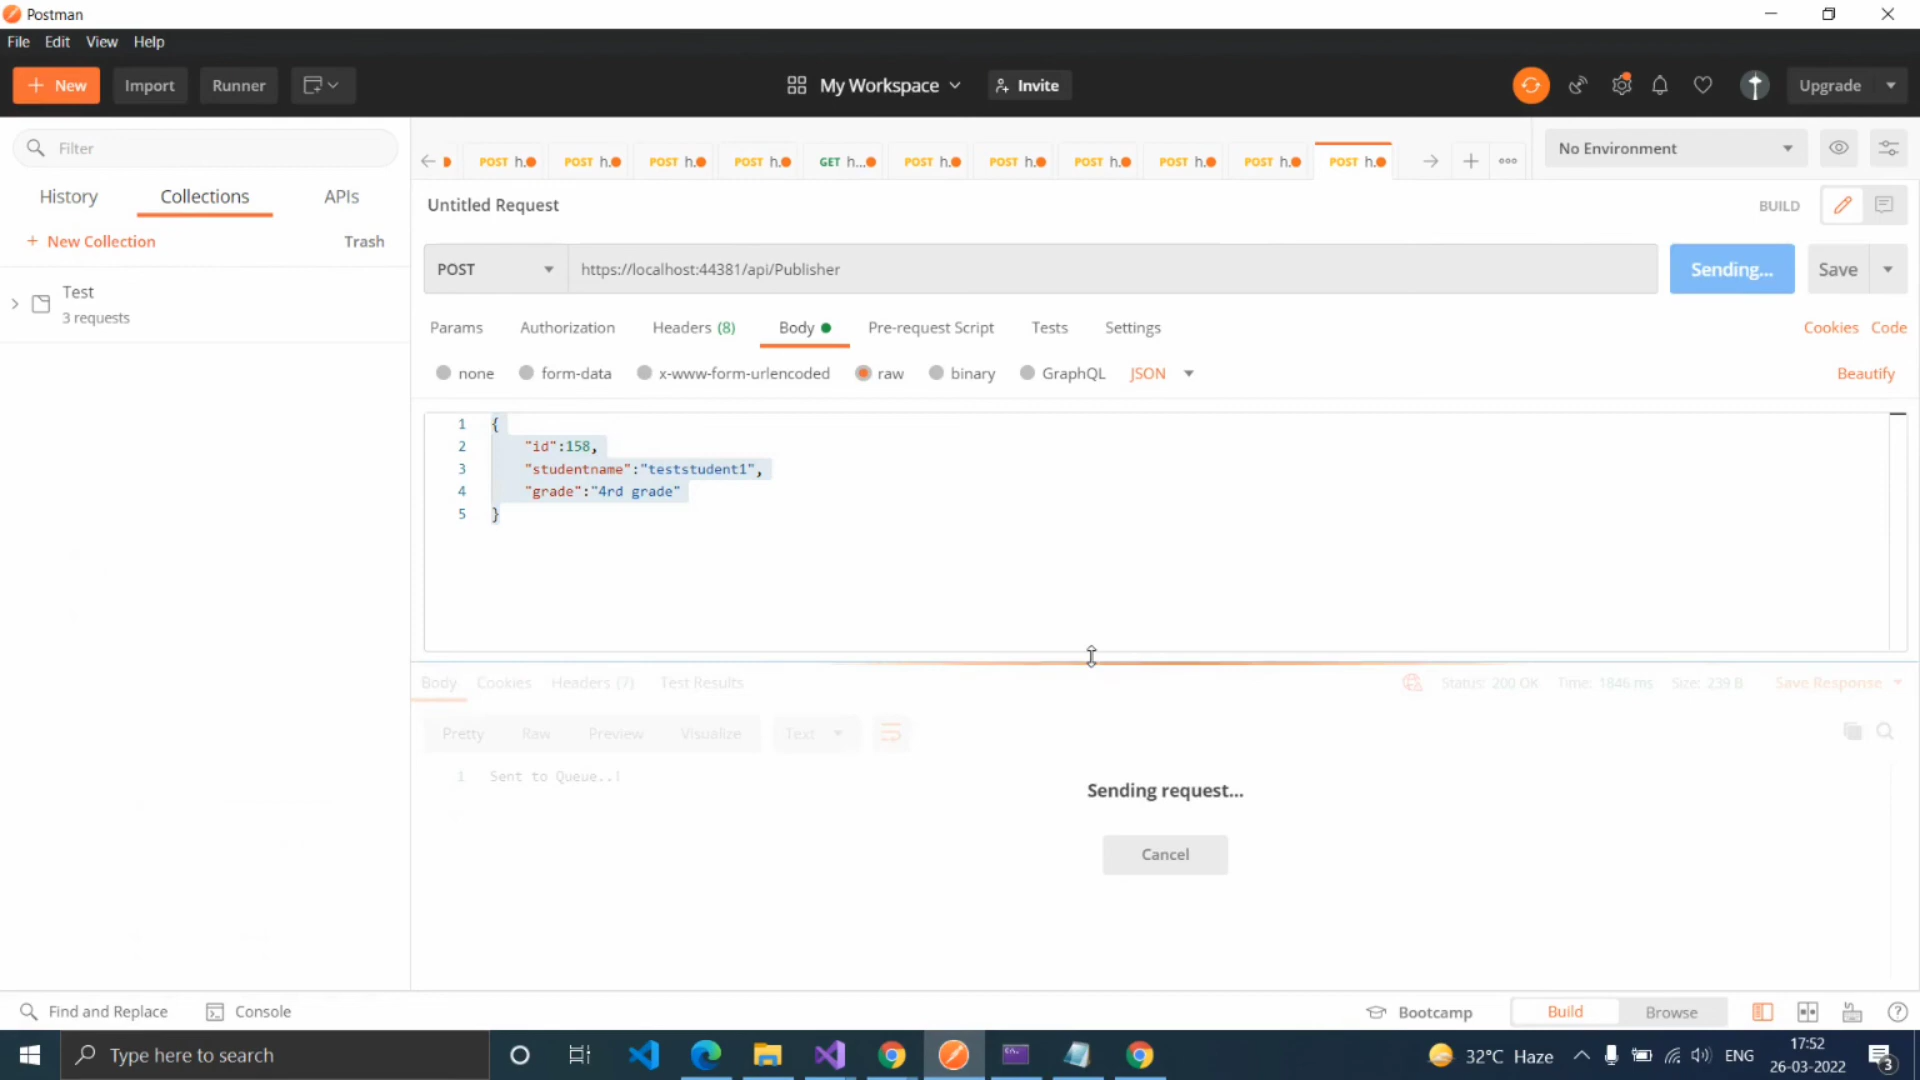 Postman
File Edit View Help
+ New Import Runner My Workspace Invite Upgrade
Filter
History Collections APIs
+ New Collection Trash
Test
3 requests
POST h. POST h. POST h. POST h. GET h... POST h. POST h. POST h. POST h. POST h. POST h. + ooo
No Environment
Untitled Request BUILD
POST https://localhost:44381/api/Publisher Sending... Save
Params Authorization Headers (8) Body Pre-request Script Tests Settings Cookies Code
none form-data x-www-form-urlencoded raw binary GraphQL JSON Beautify
1 {
2 "id":158,
3 "studentname":"teststudent1",
4 "grade":"4rd grade"
5 }
Body Cookies Headers (7) Test Results Status: 200 OK Time: 1846 ms Size: 239 B Save Response
Pretty Raw Preview Visualize Text
1 Sent to Queue..!
Sending request...
Cancel
Find and Replace Console Bootcamp Build Browse
Type here to search 32°C Haze ENG 17:52
26-03-2022
3